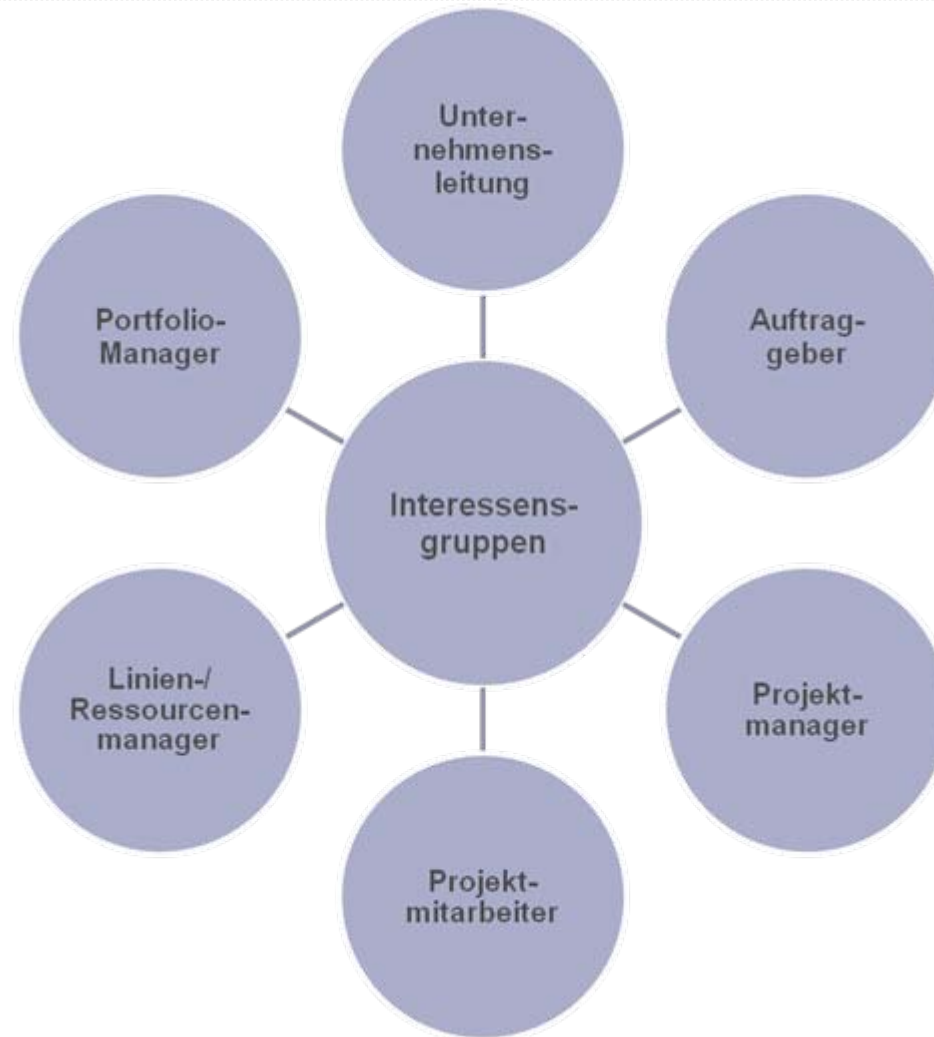 Unter-
nehmens-
leitung
Portfolio-
Manager
Auftrag-
geber
Interessens-
gruppen
Linien-/
Ressourcen-
manager
Projekt-
manager
Projekt-
mitarbeiter